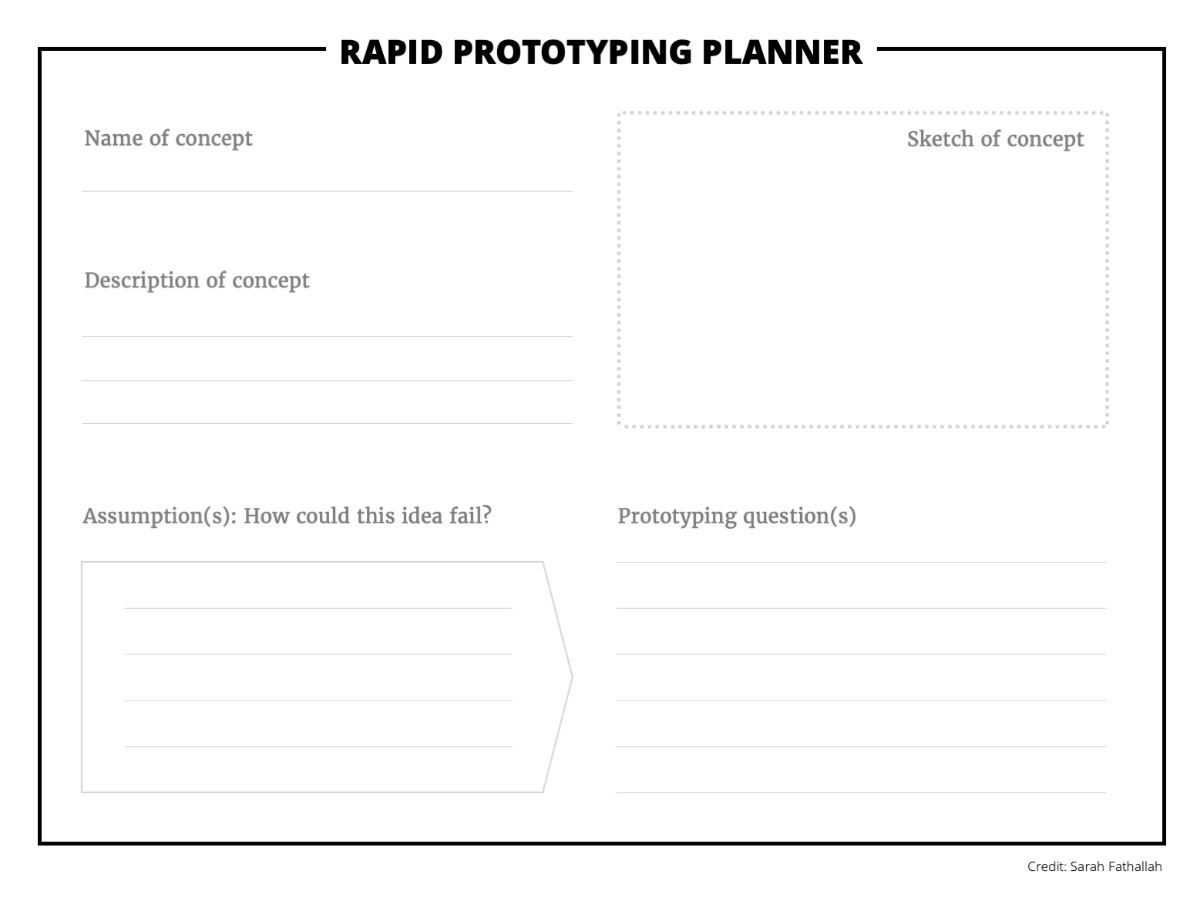 RAPID PROTOTYPING PLANNER
Name of concept
Sketch of concept
Description of concept
Assumption(s): How could this idea fail?
Prototyping question(s)
Credit: Sarah Fathallah